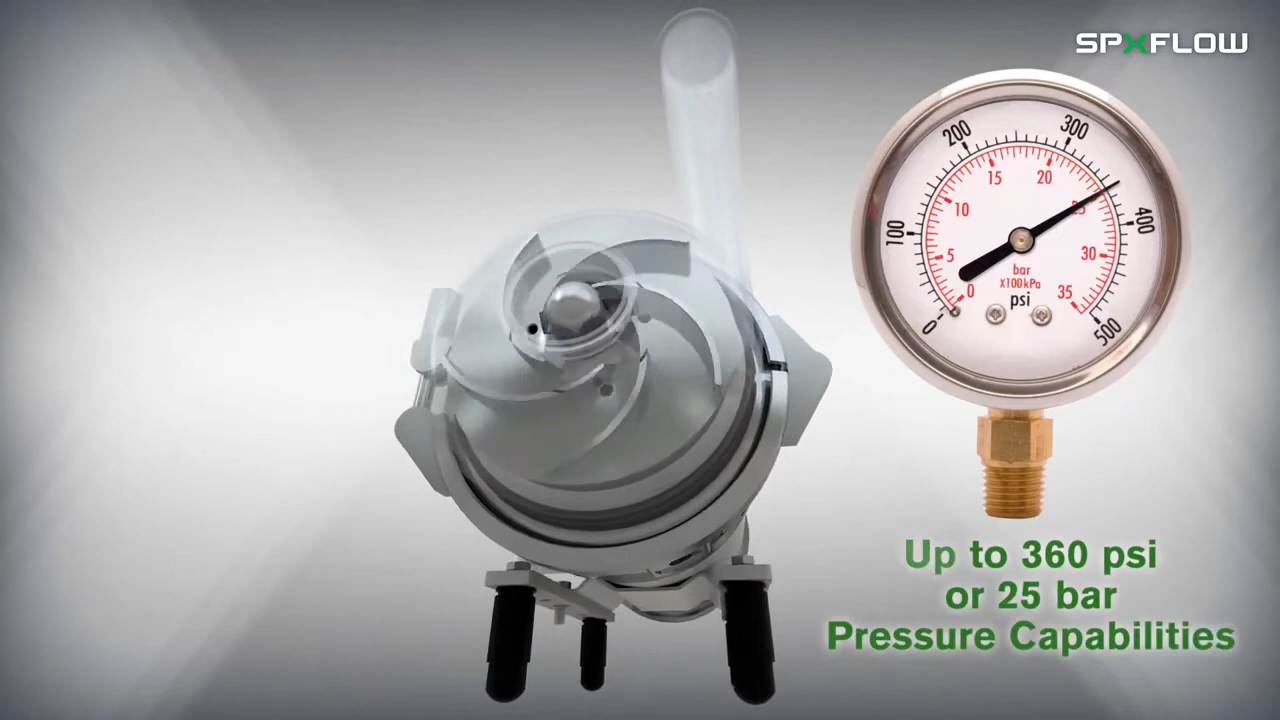 SPXFLOW
200
300
15
20
10
25
100
400
5
30
bar
X100kPa
0
35
psi
0
500
Up to 360 psi
or 25 bar
Pressure Capabilities